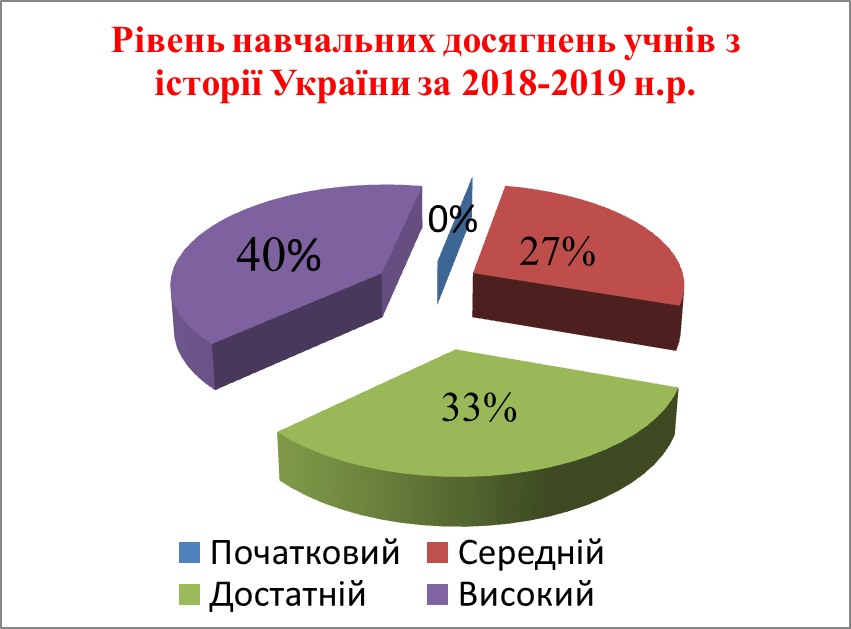 Рівень навчальних досягнень учнів з
історії України за 2018-2019 н.р.
0%
40%
27%
33%
Початковий
Середній
Достатній
Високий